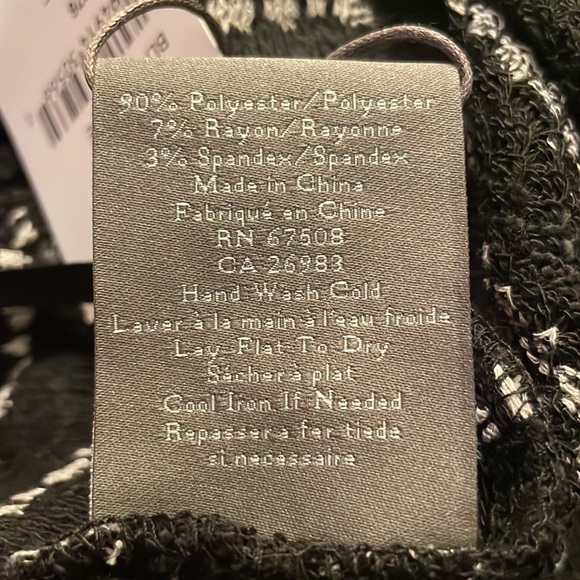 90% Polyester/Polyester
7% Rayon/Rayonne
3% Spandex/Spandex
Made in China
Fabriqué en Chine
RN 67508
CA 26983
Hand Wash Cold
Laver à la main à l'eau froide
Lay Flat To Dry
Sècher à plat
Cool Iron If Needed
Repasser a fer tiede
si necessaire